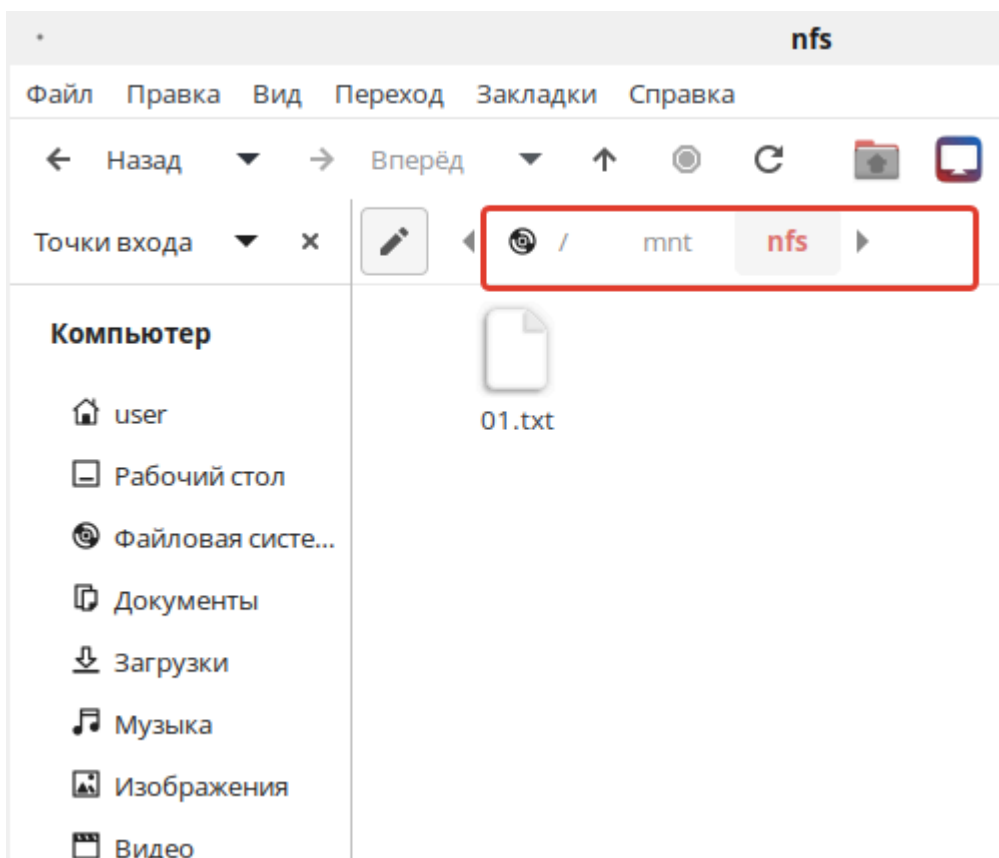 nfs
Файл Правка Вид Переход Закладки Справка
Назад Вперёд
Точки входа / mnt nfs
Компьютер
01.txt
user
Рабочий стол
Файловая систе...
Документы
Загрузки
Музыка
Изображения
Видео